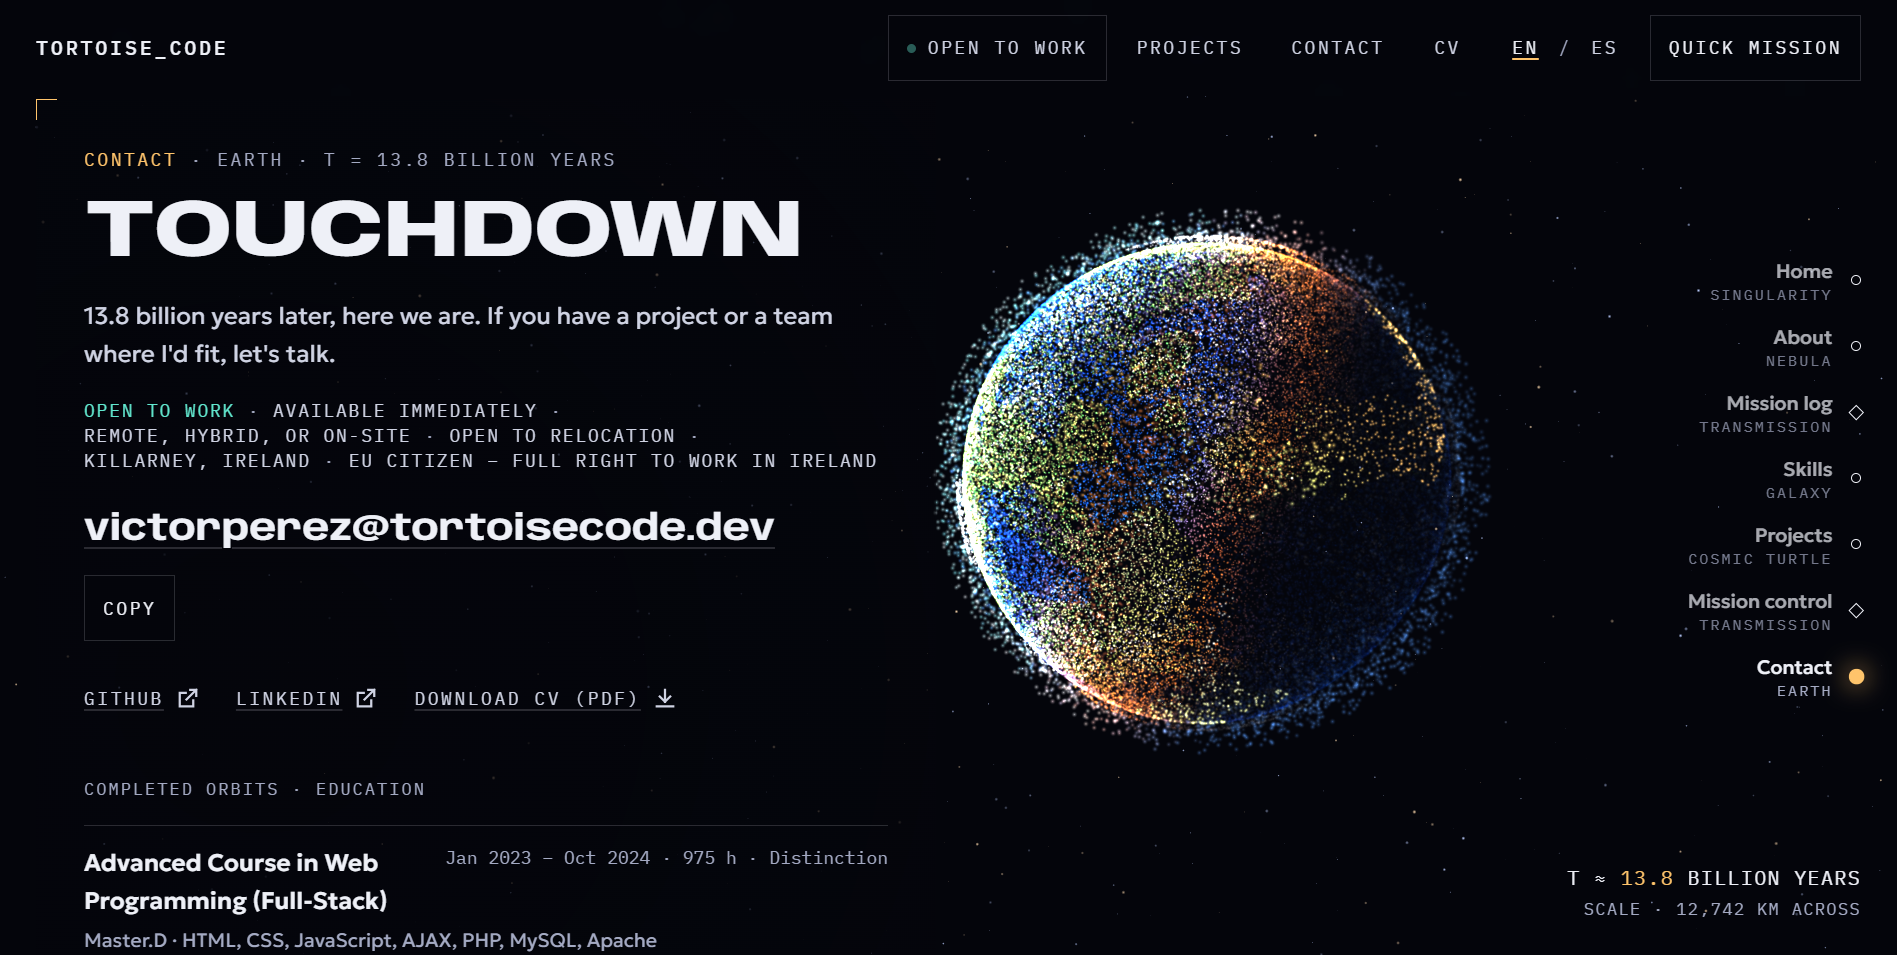 TORTOISE_CODE
OPEN TO WORK
PROJECTS
CONTACT
CV
EN / ES
QUICK MISSION
CONTACT · EARTH · T = 13.8 BILLION YEARS
TOUCHDOWN
13.8 billion years later, here we are. If you have a project or a team
where I'd fit, let's talk.
OPEN TO WORK · AVAILABLE IMMEDIATELY ·
REMOTE, HYBRID, OR ON-SITE · OPEN TO RELOCATION ·
KILLARNEY, IRELAND · EU CITIZEN – FULL RIGHT TO WORK IN IRELAND
victorperez@tortoisecode.dev
COPY
GITHUB
LINKEDIN
DOWNLOAD CV (PDF)
COMPLETED ORBITS · EDUCATION
Advanced Course in Web
Programming (Full-Stack)
Jan 2023 – Oct 2024 · 975 h · Distinction
Master.D · HTML, CSS, JavaScript, AJAX, PHP, MySQL, Apache
Home
SINGULARITY
About
NEBULA
Mission log
TRANSMISSION
Skills
GALAXY
Projects
COSMIC TURTLE
Mission control
TRANSMISSION
Contact
EARTH
T ≈ 13.8 BILLION YEARS
SCALE · 12,742 KM ACROSS